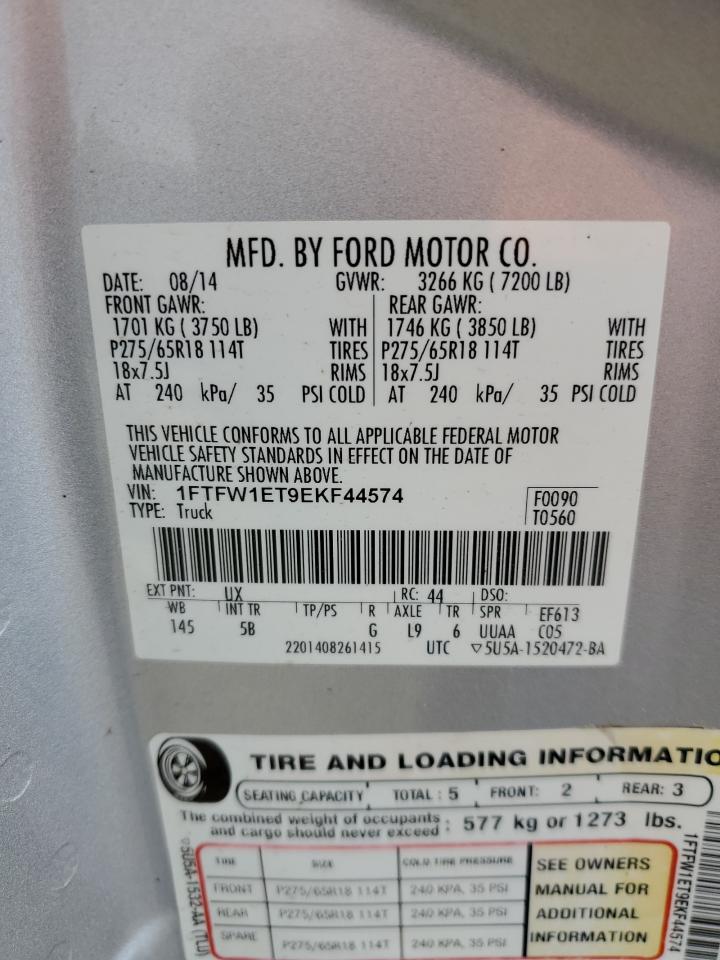 MFD. BY FORD MOTOR CO.
DATE: 08/14 GVWR: 3266 KG ( 7200 LB)
FRONT GAWR: REAR GAWR:
1701 KG ( 3750 LB) WITH 1746 KG ( 3850 LB) WITH
P275/65R18 114T TIRES P275/65R18 114T TIRES
18x7.5J RIMS 18x7.5J RIMS
AT 240 kPa/ 35 PSI COLD AT 240 kPa/ 35 PSI COLD
THIS VEHICLE CONFORMS TO ALL APPLICABLE FEDERAL MOTOR
VEHICLE SAFETY STANDARDS IN EFFECT ON THE DATE OF
MANUFACTURE SHOWN ABOVE.
VIN: 1FTFW1ET9EKF44574 F0090
TYPE: Truck T0560
EXT PNT: UX RC: 44 DSO:
WB INT TR TP/PS R AXLE TR SPR EF613
145 5B G L9 6 UUAA C05
2201408261415 UTC ▽5U5A-1520472-BA
TIRE AND LOADING INFORMATIO
SEATING CAPACITY TOTAL : 5 FRONT: 2 REAR: 3
The combined weight of occupants
and cargo should never exceed : 577 kg or 1273 lbs.
TIRE SIZE COLD TIRE PRESSURE
FRONT P275/65R18 114T 240 KPA, 35 PSI
REAR P275/65R18 114T 240 KPA, 35 PSI
SPARE P275/65R18 114T 240 KPA, 35 PSI
SEE OWNERS
MANUAL FOR
ADDITIONAL
INFORMATION
5U5A-1532-AA (TLU)
1FTFW1ET9EKF44574